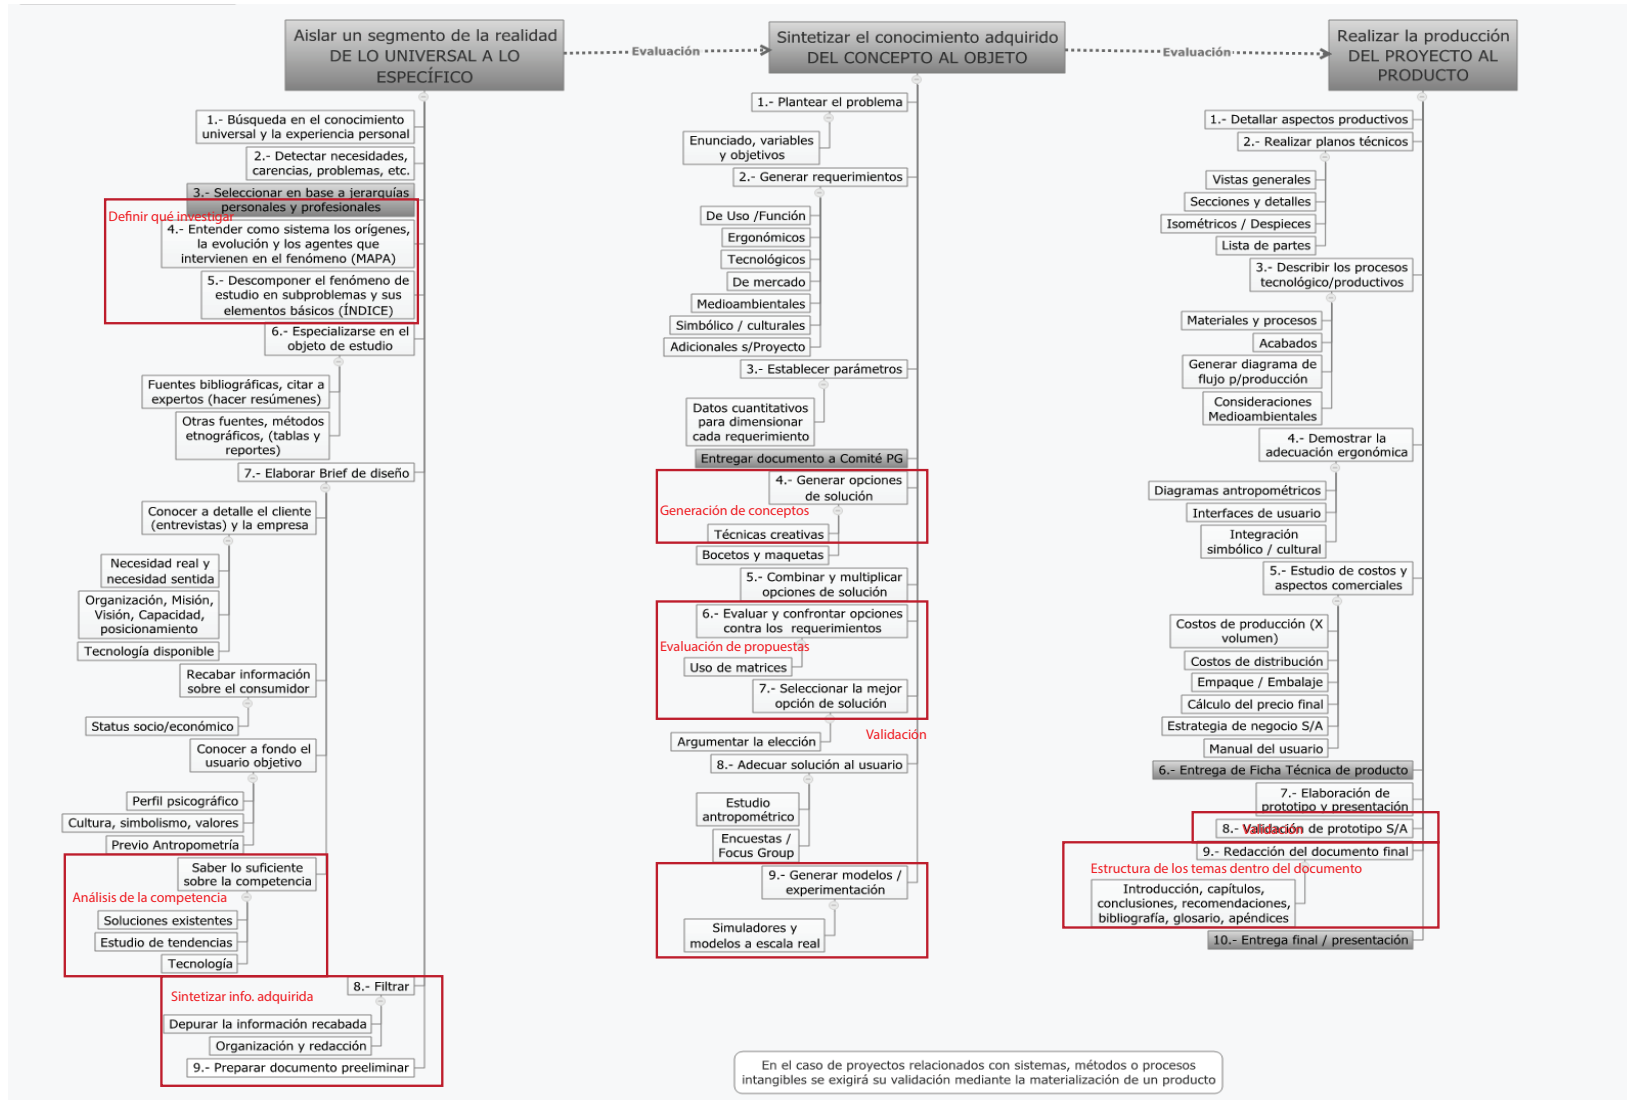 Aislar un segmento de la realidad
DE LO UNIVERSAL A LO
ESPECÍFICO
Evaluación
Sintetizar el conocimiento adquirido
DEL CONCEPTO AL OBJETO
Evaluación
Realizar la producción
DEL PROYECTO AL
PRODUCTO
1.- Búsqueda en el conocimiento
universal y la experiencia personal
2.- Detectar necesidades,
carencias, problemas, etc.
3.- Seleccionar en base a jerarquías
personales y profesionales
Definir qué investigar
4.- Entender como sistema los orígenes,
la evolución y los agentes que
intervienen en el fenómeno (MAPA)
5.- Descomponer el fenómeno de
estudio en subproblemas y sus
elementos básicos (ÍNDICE)
6.- Especializarse en el
objeto de estudio
Fuentes bibliográficas, citar a
expertos (hacer resúmenes)
Otras fuentes, métodos
etnográficos, (tablas y
reportes)
7.- Elaborar Brief de diseño
Conocer a detalle el cliente
(entrevistas) y la empresa
Necesidad real y
necesidad sentida
Organización, Misión,
Visión, Capacidad,
posicionamiento
Tecnología disponible
Recabar información
sobre el consumidor
Status socio/económico
Conocer a fondo el
usuario objetivo
Perfil psicográfico
Cultura, simbolismo, valores
Previo Antropometría
Saber lo suficiente
sobre la competencia
Análisis de la competencia
Soluciones existentes
Estudio de tendencias
Tecnología
8.- Filtrar
Sintetizar info. adquirida
Depurar la información recabada
Organización y redacción
9.- Preparar documento preeliminar
1.- Plantear el problema
Enunciado, variables
y objetivos
2.- Generar requerimientos
De Uso /Función
Ergonómicos
Tecnológicos
De mercado
Medioambientales
Simbólico / culturales
Adicionales s/Proyecto
3.- Establecer parámetros
Datos cuantitativos
para dimensionar
cada requerimiento
Entregar documento a Comité PG
4.- Generar opciones
de solución
Generación de conceptos
Técnicas creativas
Bocetos y maquetas
5.- Combinar y multiplicar
opciones de solución
6.- Evaluar y confrontar opciones
contra los requerimientos
Evaluación de propuestas
Uso de matrices
7.- Seleccionar la mejor
opción de solución
Validación
Argumentar la elección
8.- Adecuar solución al usuario
Estudio
antropométrico
Encuestas /
Focus Group
9.- Generar modelos /
experimentación
Simuladores y
modelos a escala real
1.- Detallar aspectos productivos
2.- Realizar planos técnicos
Vistas generales
Secciones y detalles
Isométricos / Despieces
Lista de partes
3.- Describir los procesos
tecnológico/productivos
Materiales y procesos
Acabados
Generar diagrama de
flujo p/producción
Consideraciones
Medioambientales
4.- Demostrar la
adecuación ergonómica
Diagramas antropométricos
Interfaces de usuario
Integración
simbólico / cultural
5.- Estudio de costos y
aspectos comerciales
Costos de producción (X
volumen)
Costos de distribución
Empaque / Embalaje
Cálculo del precio final
Estrategia de negocio S/A
Manual del usuario
6.- Entrega de Ficha Técnica de producto
7.- Elaboración de
prototipo y presentación
8.- Validación de prototipo S/A
Validación
9.- Redacción del documento final
Estructura de los temas dentro del documento
Introducción, capítulos,
conclusiones, recomendaciones,
bibliografía, glosario, apéndices
10.- Entrega final / presentación
En el caso de proyectos relacionados con sistemas, métodos o procesos
intangibles se exigirá su validación mediante la materialización de un producto